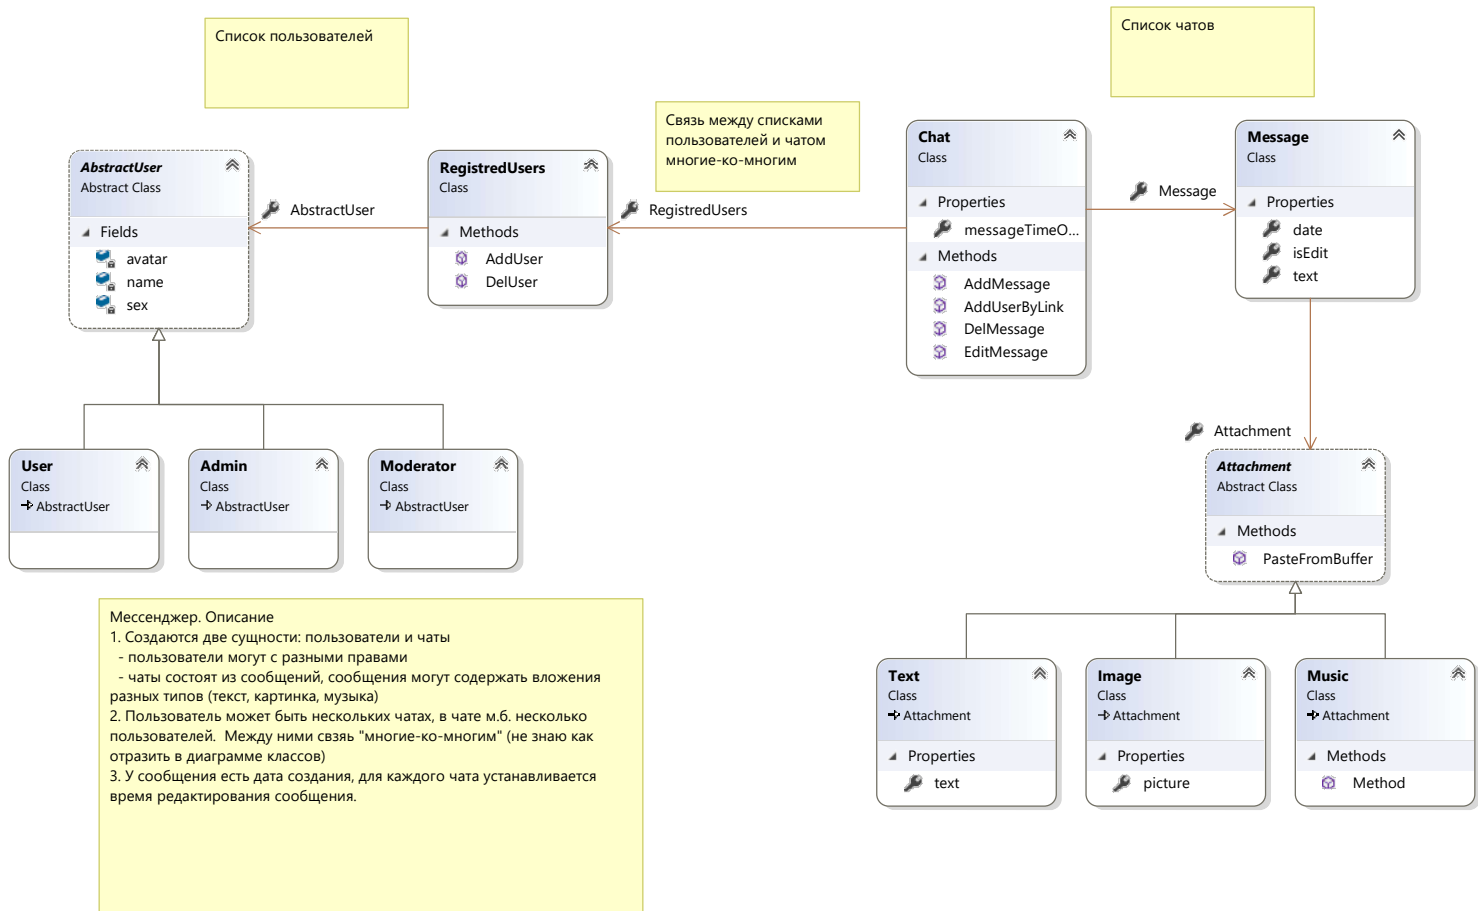 Список пользователей
Список чатов
Связь между списками
пользователей и чатом
многие-ко-многим
AbstractUser
Abstract Class
Fields
avatar
name
sex
AbstractUser
RegistredUsers
Class
Methods
AddUser
DelUser
RegistredUsers
Chat
Class
Properties
messageTimeO...
Methods
AddMessage
AddUserByLink
DelMessage
EditMessage
Message
Message
Class
Properties
date
isEdit
text
Attachment
Attachment
Abstract Class
Methods
PasteFromBuffer
User
Class
AbstractUser
Admin
Class
AbstractUser
Moderator
Class
AbstractUser
Мессенджер. Описание
1. Создаются две сущности: пользователи и чаты
- пользователи могут с разными правами
- чаты состоят из сообщений, сообщения могут содержать вложения
разных типов (текст, картинка, музыка)
2. Пользователь может быть нескольких чатах, в чате м.б. несколько
пользователей. Между ними свзяь "многие-ко-многим" (не знаю как
отразить в диаграмме классов)
3. У сообщения есть дата создания, для каждого чата устанавливается
время редактирования сообщения.
Text
Class
Attachment
Properties
text
Image
Class
Attachment
Properties
picture
Music
Class
Attachment
Methods
Method